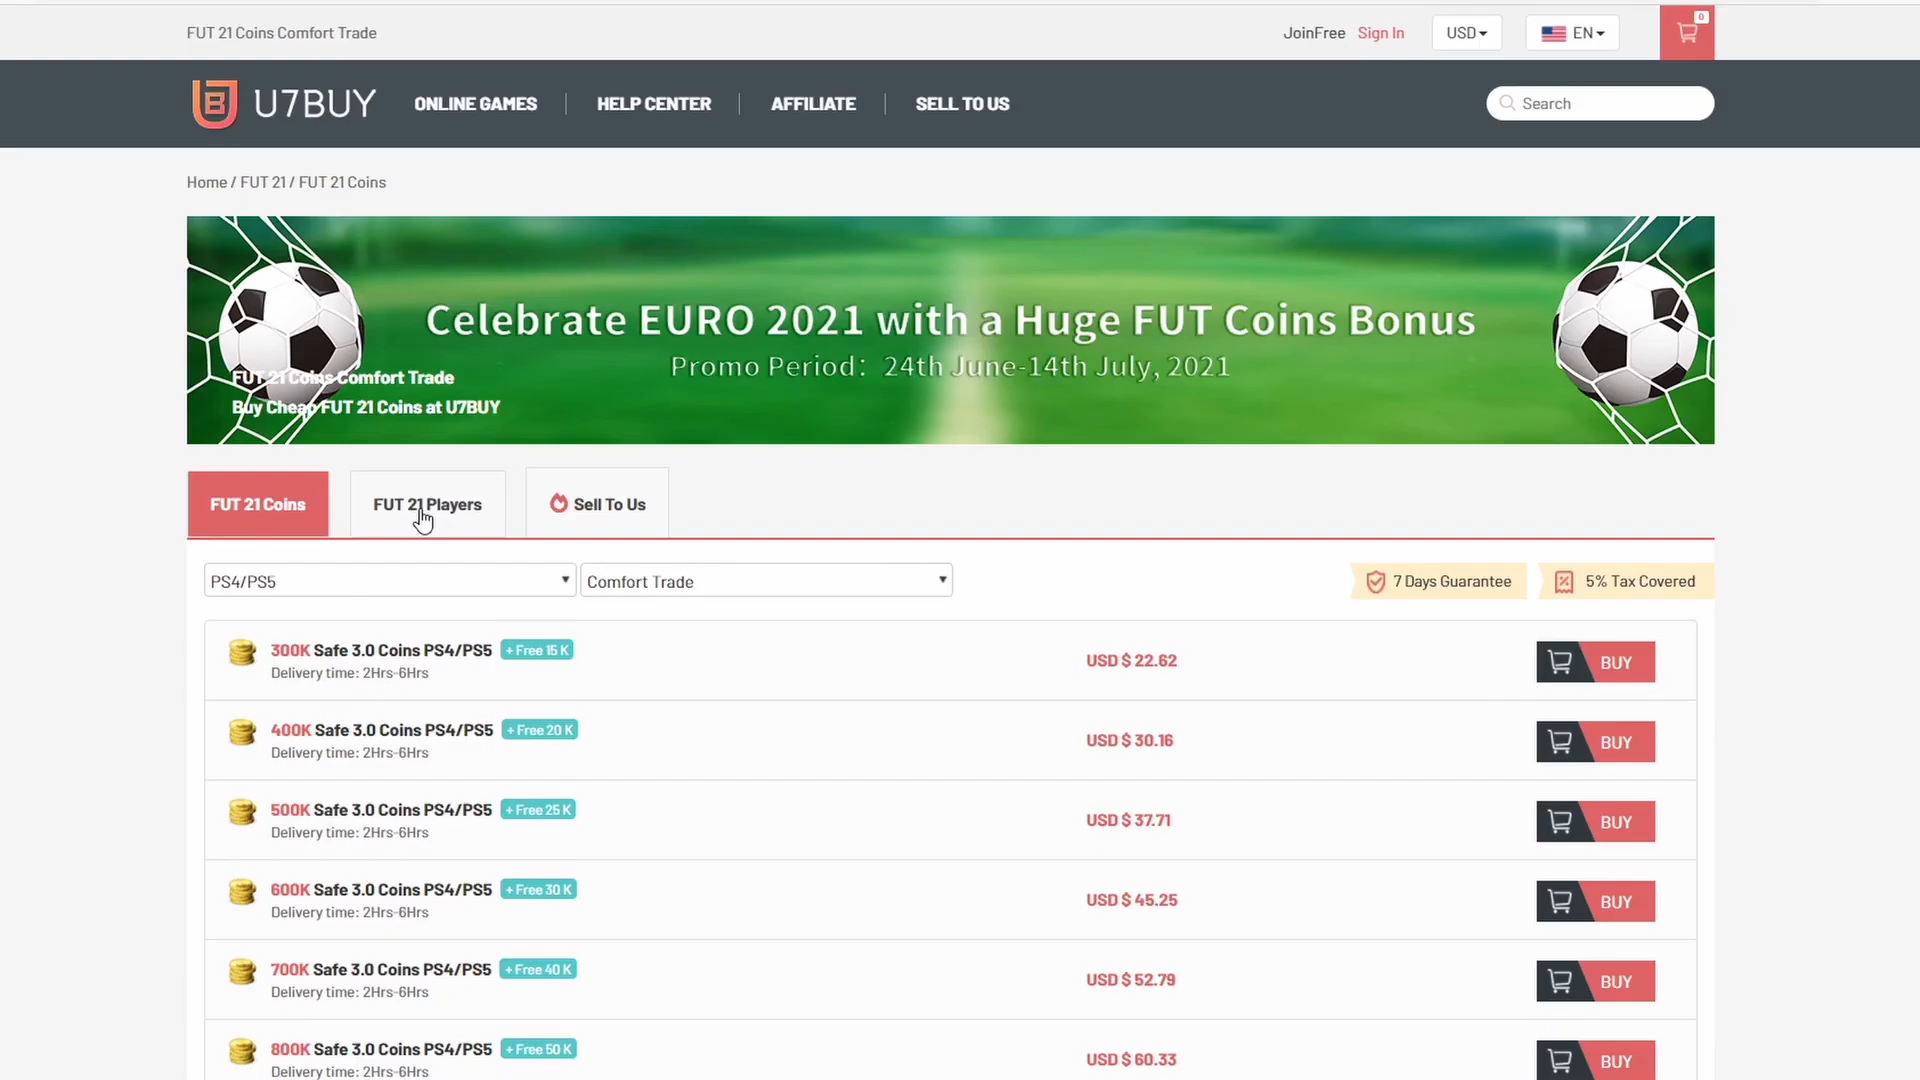 FUT 21 Coins Comfort Trade
JoinFree Sign In USD EN 0
U7BUY ONLINE GAMES HELP CENTER AFFILIATE SELL TO US Search
Home / FUT 21 / FUT 21 Coins
Celebrate EURO 2021 with a Huge FUT Coins Bonus
Promo Period: 24th June-14th July, 2021
FUT 21 Coins Comfort Trade
Buy Cheap FUT 21 Coins at U7BUY
FUT 21 Coins FUT 21 Players Sell To Us
PS4/PS5 Comfort Trade 7 Days Guarantee 5% Tax Covered
300K Safe 3.0 Coins PS4/PS5 + Free 15 K USD $ 22.62 BUY
Delivery time: 2Hrs-6Hrs
400K Safe 3.0 Coins PS4/PS5 + Free 20 K USD $ 30.16 BUY
Delivery time: 2Hrs-6Hrs
500K Safe 3.0 Coins PS4/PS5 + Free 25 K USD $ 37.71 BUY
Delivery time: 2Hrs-6Hrs
600K Safe 3.0 Coins PS4/PS5 + Free 30 K USD $ 45.25 BUY
Delivery time: 2Hrs-6Hrs
700K Safe 3.0 Coins PS4/PS5 + Free 40 K USD $ 52.79 BUY
Delivery time: 2Hrs-6Hrs
800K Safe 3.0 Coins PS4/PS5 + Free 50 K USD $ 60.33 BUY
Delivery time: 2Hrs-6Hrs